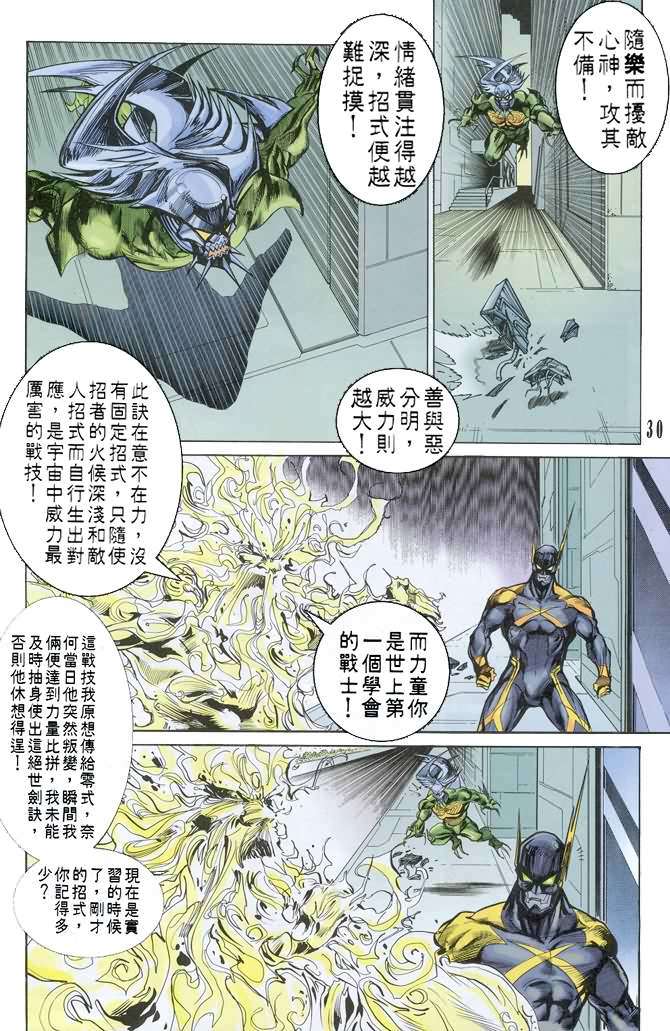 隨樂而擾敵
心神，攻其
不備！
情緒貫注得越
深，招式便越
難捉摸！
善與惡
分明，
威力則
越大！
此訣在意不在力，沒
有固定招式，只隨使
招者的火候深淺和敵
人招式而自行生出對
應，是宇宙中威力最
厲害的戰技！
30
而力童你
是世上第
一個學會
的戰士！
這戰技我原想傳給零式，奈
何當日他突然叛變，瞬間我
倆便達到力量比拼，我未能
及時抽身使出這絕世劍訣，
否則他休想得逞！
現在是實
習的時候
了，剛才
的招式，
你記得多
少？